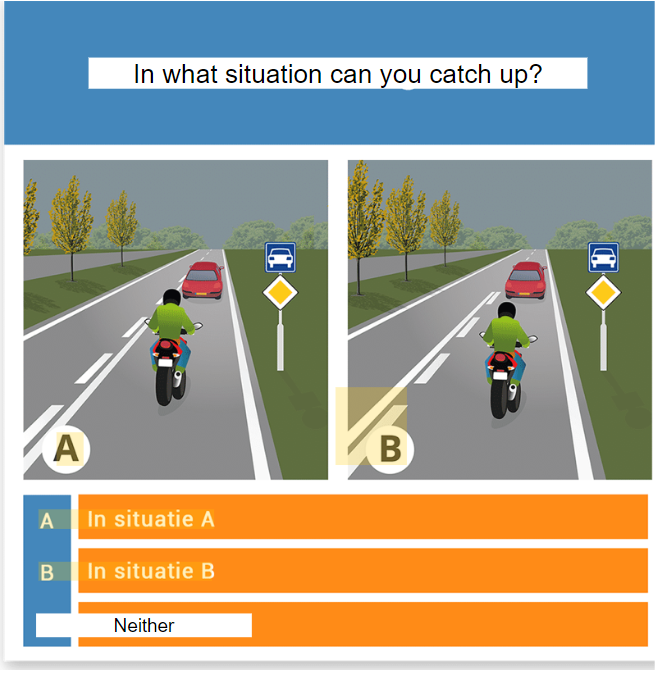 In what situation can you catch up?
A
B
A In situatie A
B In situatie B
Neither